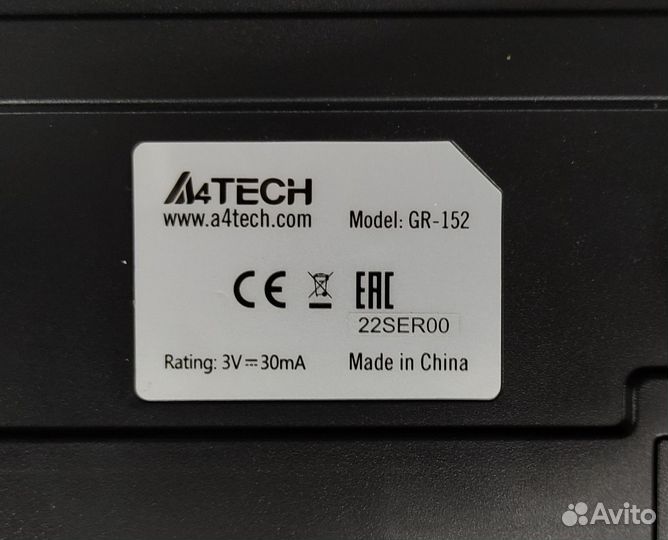 A4TECH
www.a4tech.com
Model: GR-152
CE EAC
22SER00
Rating: 3V⎓30mA
Made in China
Avito